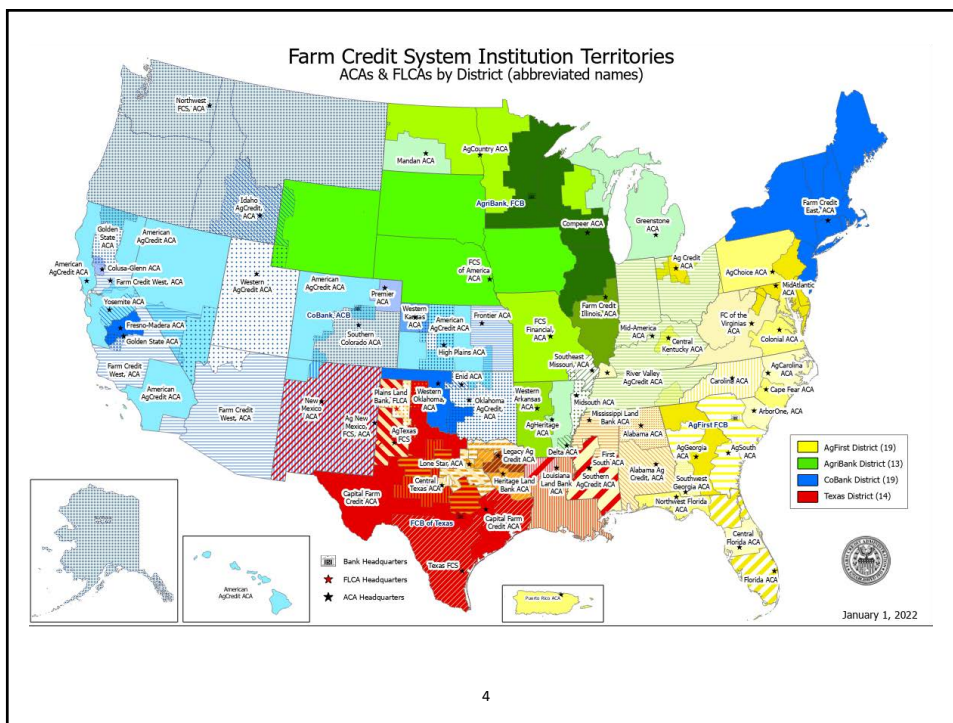 Farm Credit System Institution Territories
ACAs & FLCAs by District (abbreviated names)
Northwest
FCS, ACA
Mandan ACA
AgCountry ACA
AgriBank, FCB
Idaho
AgCredit,
ACA
Compeer ACA
Greenstone
ACA
Farm Credit
East, ACA
Golden
State ACA
American
AgCredit ACA
American
AgCredit ACA
Colusa-Glenn ACA
Farm Credit West, ACA
Western
AgCredit ACA
FCS
of America
ACA
Ag Credit
ACA
AgChoice ACA
MidAtlantic
ACA
Yosemite ACA
Fresno-Madera ACA
Golden State ACA
American
AgCredit ACA
CoBank, ACB
Premier
ACA
Western
Kansas
ACA
Southern
Colorado ACA
American
AgCredit ACA
Frontier ACA
High Plains ACA
FCS
Financial,
ACA
Farm Credit
Illinois, ACA
Mid-America
ACA
Central
Kentucky ACA
FC of the
Virginias ACA
Colonial ACA
Farm Credit
West, ACA
American
AgCredit ACA
Farm Credit
West, ACA
Southeast
Missouri, ACA
River Valley
AgCredit ACA
Carolina ACA
AgCarolina
ACA
Cape Fear ACA
ArborOne, ACA
New
Mexico
ACA
Ag New
Mexico,
FCS, ACA
Plains Land
Bank, FLCA
AgTexas
FCS
Western
Oklahoma,
ACA
Enid ACA
Oklahoma
AgCredit,
ACA
Western
Arkansas
ACA
AgHeritage
ACA
Midsouth ACA
Delta ACA
Mississippi Land
Bank ACA
Alabama ACA
AgFirst FCB
AgGeorgia
ACA
AgSouth
ACA
Lone Star, ACA
Legacy Ag
Credit ACA
Heritage Land
Bank ACA
Central
Texas ACA
Capital Farm
Credit ACA
FCB of Texas
Capital Farm
Credit ACA
Texas FCS
Louisiana
Land Bank
ACA
First
South ACA
Southern
AgCredit ACA
Alabama Ag
Credit, ACA
Southwest
Georgia ACA
Northwest Florida
ACA
Central
Florida ACA
Florida ACA
AgFirst District (19)
AgriBank District (13)
CoBank District (19)
Texas District (14)
American
AgCredit ACA
Bank Headquarters
FLCA Headquarters
ACA Headquarters
Puerto Rico ACA
January 1, 2022
4